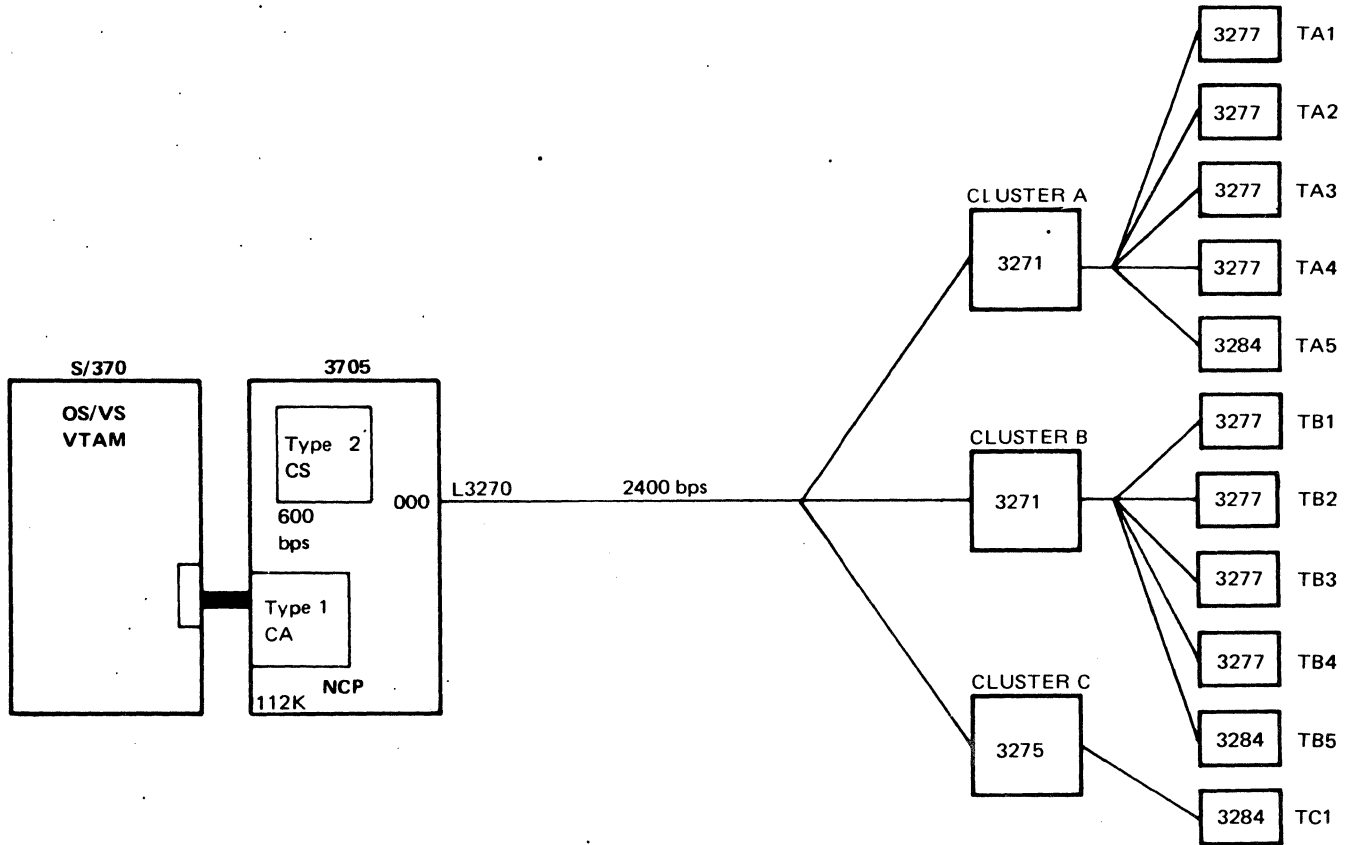 S/370
OS/VS
VTAM
3705
Type 2
CS
600
bps
000
Type 1
CA
NCP
112K
L3270
2400 bps
CLUSTER A
3271
3277 TA1
3277 TA2
3277 TA3
3277 TA4
3284 TA5
CLUSTER B
3271
3277 TB1
3277 TB2
3277 TB3
3277 TB4
3284 TB5
CLUSTER C
3275
3284 TC1